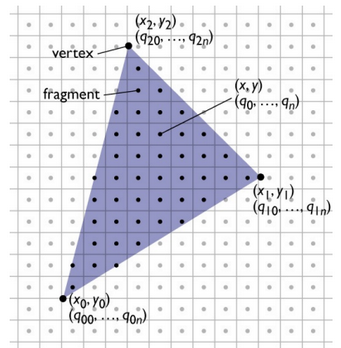 (x₂, y₂)
(q₂₀, …, q₂ₙ)
vertex
fragment
(x, y)
(q₀, …, qₙ)
(x₁, y₁)
(q₁₀, …, q₁ₙ)
(x₀, y₀)
(q₀₀, …, q₀ₙ)